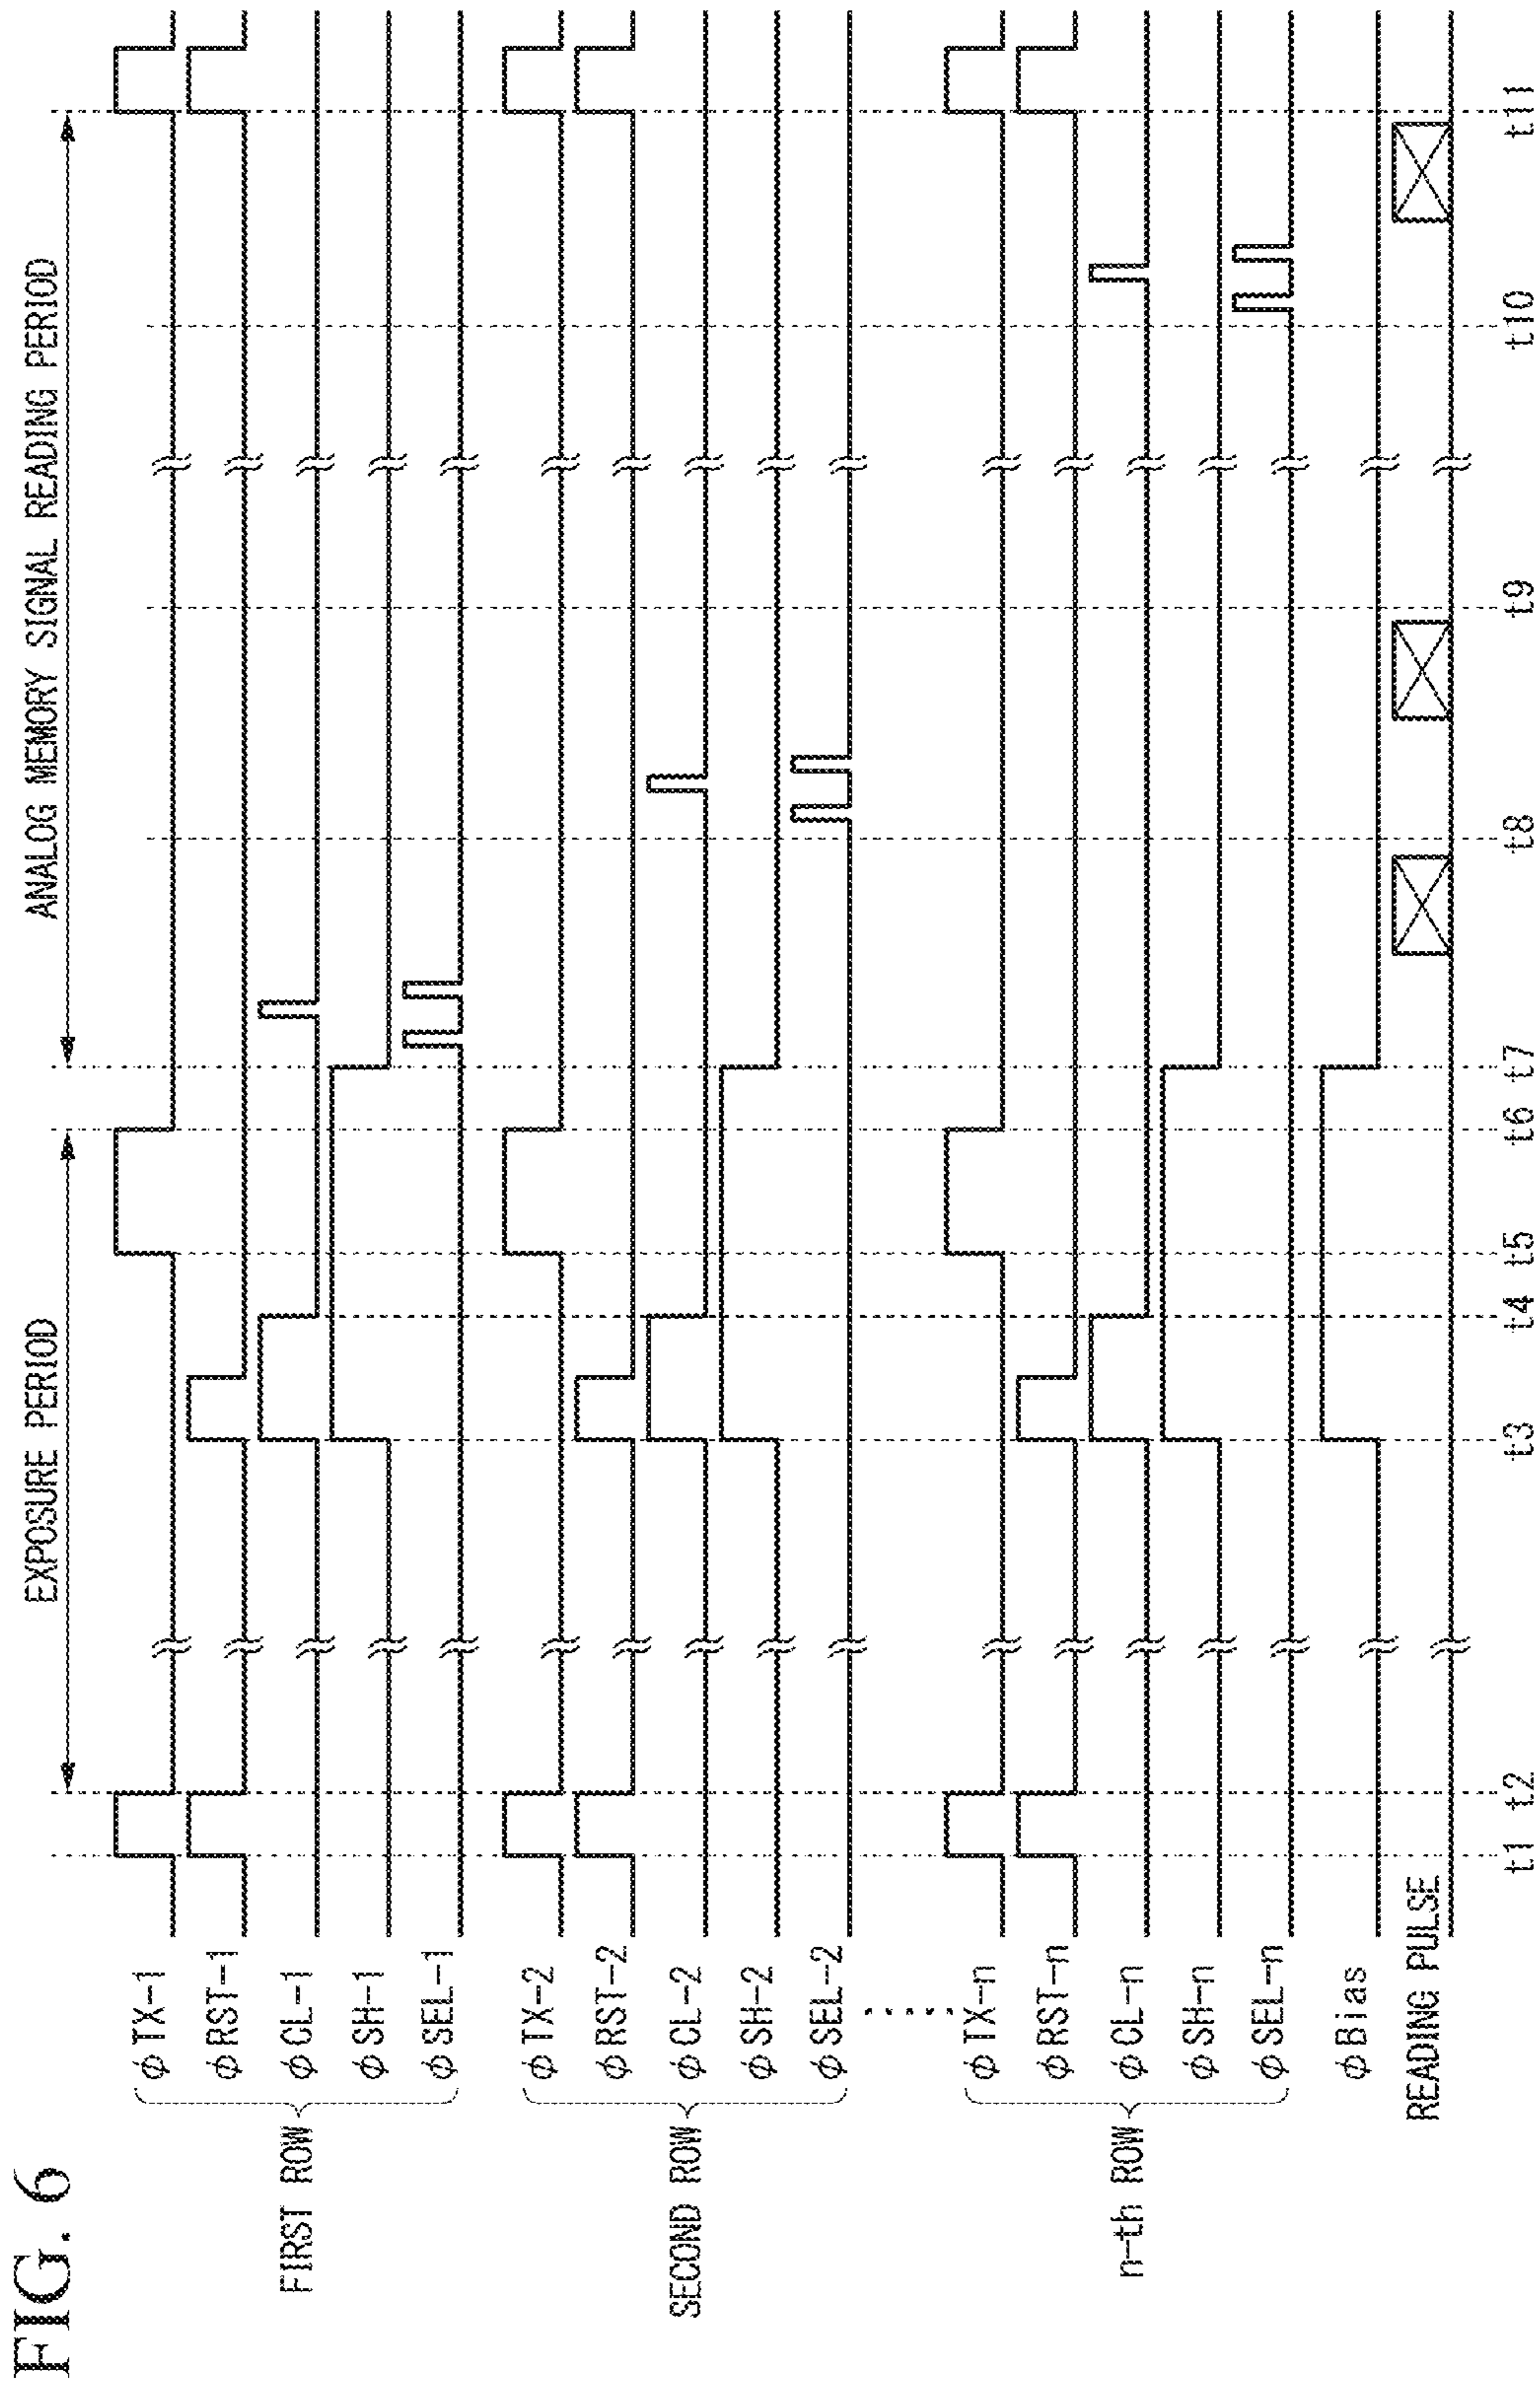 FIG. 6
EXPOSURE PERIOD
ANALOG MEMORY SIGNAL READING PERIOD
FIRST ROW
φTX-1
φRST-1
φCL-1
φSH-1
φSEL-1
SECOND ROW
φTX-2
φRST-2
φCL-2
φSH-2
φSEL-2
n-th ROW
φTX-n
φRST-n
φCL-n
φSH-n
φSEL-n
φBias
READING PULSE
t1 t2 t3 t4 t5 t6 t7 t8 t9 t10 t11